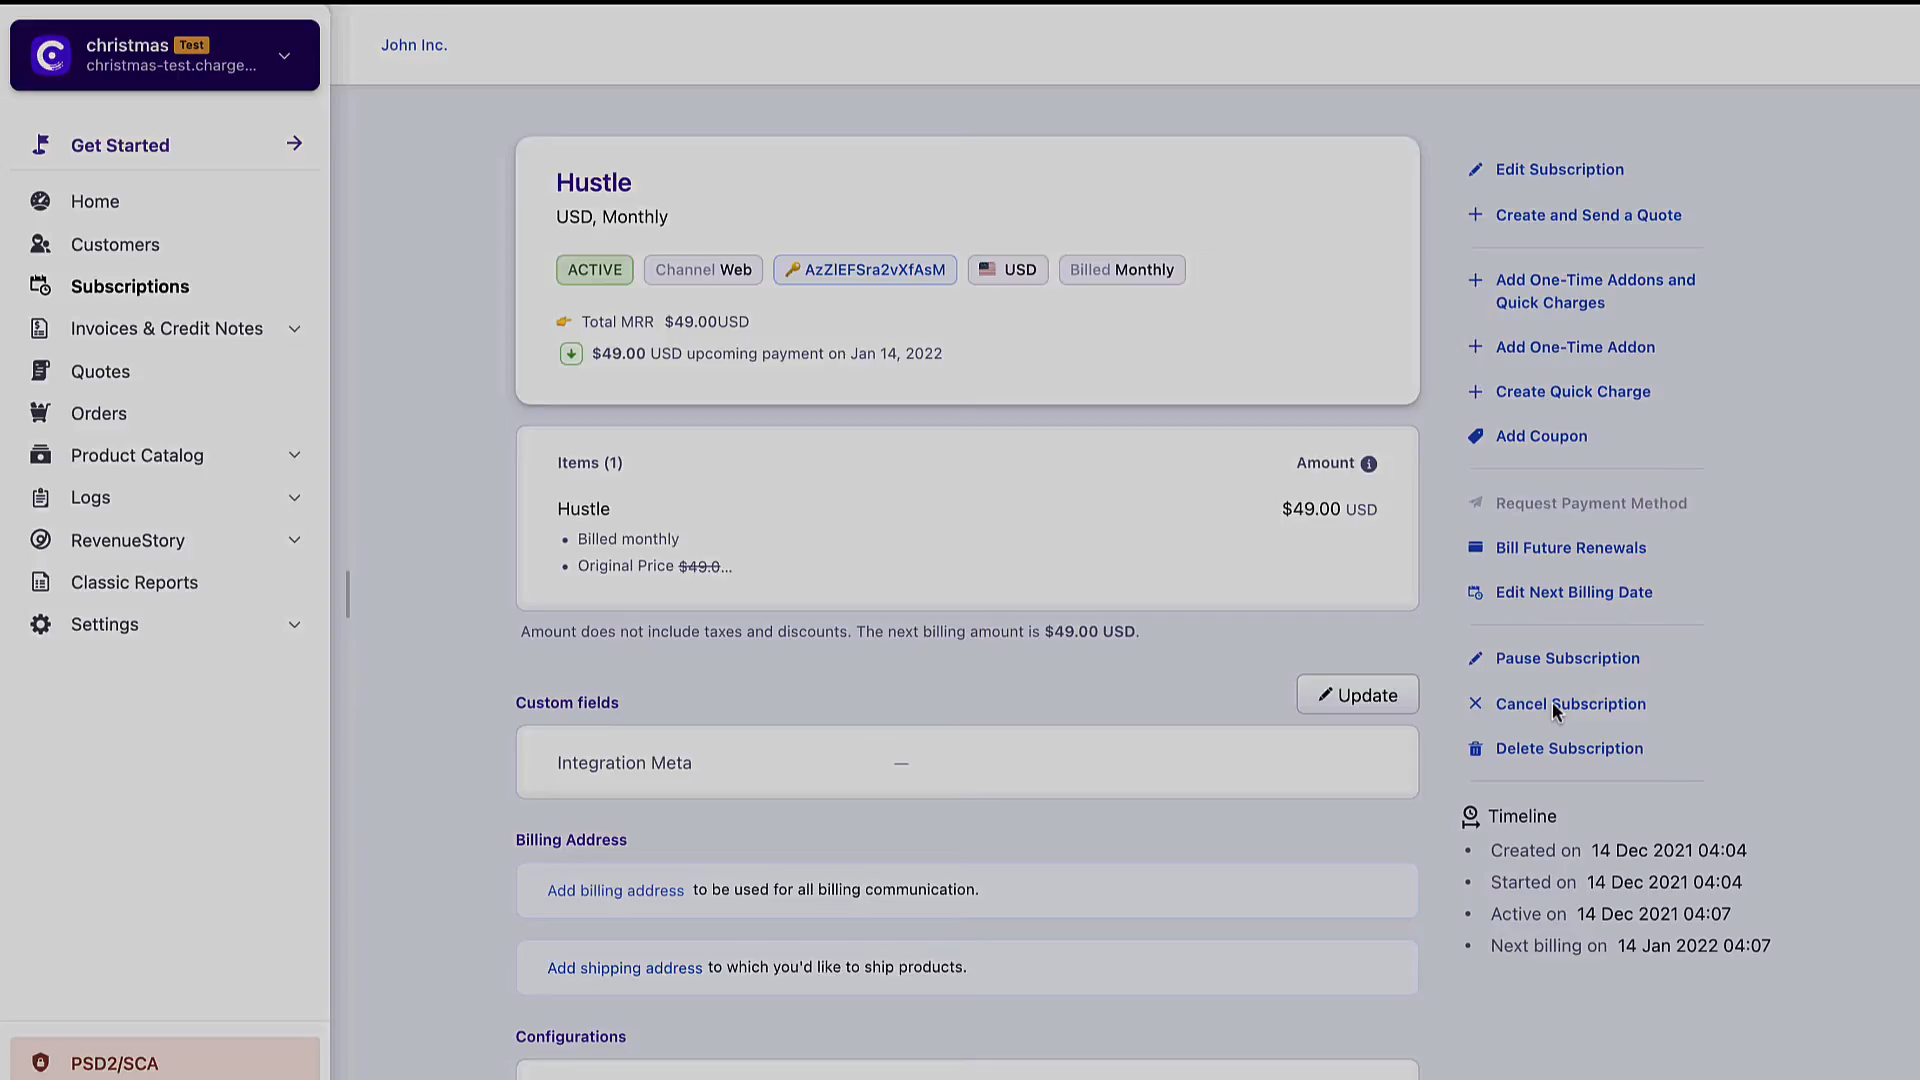 christmas Test
christmas-test.charge...
Get Started
Home
Customers
Subscriptions
Invoices & Credit Notes
Quotes
Orders
Product Catalog
Logs
RevenueStory
Classic Reports
Settings
PSD2/SCA
John Inc.
Hustle
USD, Monthly
ACTIVE Channel Web AzZIEFSra2vXfAsM USD Billed Monthly
Total MRR $49.00USD
$49.00 USD upcoming payment on Jan 14, 2022
Items (1) Amount
Hustle $49.00 USD
• Billed monthly
• Original Price $49.0...
Amount does not include taxes and discounts. The next billing amount is $49.00 USD.
Custom fields Update
Integration Meta —
Billing Address
Add billing address to be used for all billing communication.
Add shipping address to which you'd like to ship products.
Configurations
Edit Subscription
Create and Send a Quote
Add One-Time Addons and
Quick Charges
Add One-Time Addon
Create Quick Charge
Add Coupon
Request Payment Method
Bill Future Renewals
Edit Next Billing Date
Pause Subscription
Cancel Subscription
Delete Subscription
Timeline
• Created on 14 Dec 2021 04:04
• Started on 14 Dec 2021 04:04
• Active on 14 Dec 2021 04:07
• Next billing on 14 Jan 2022 04:07